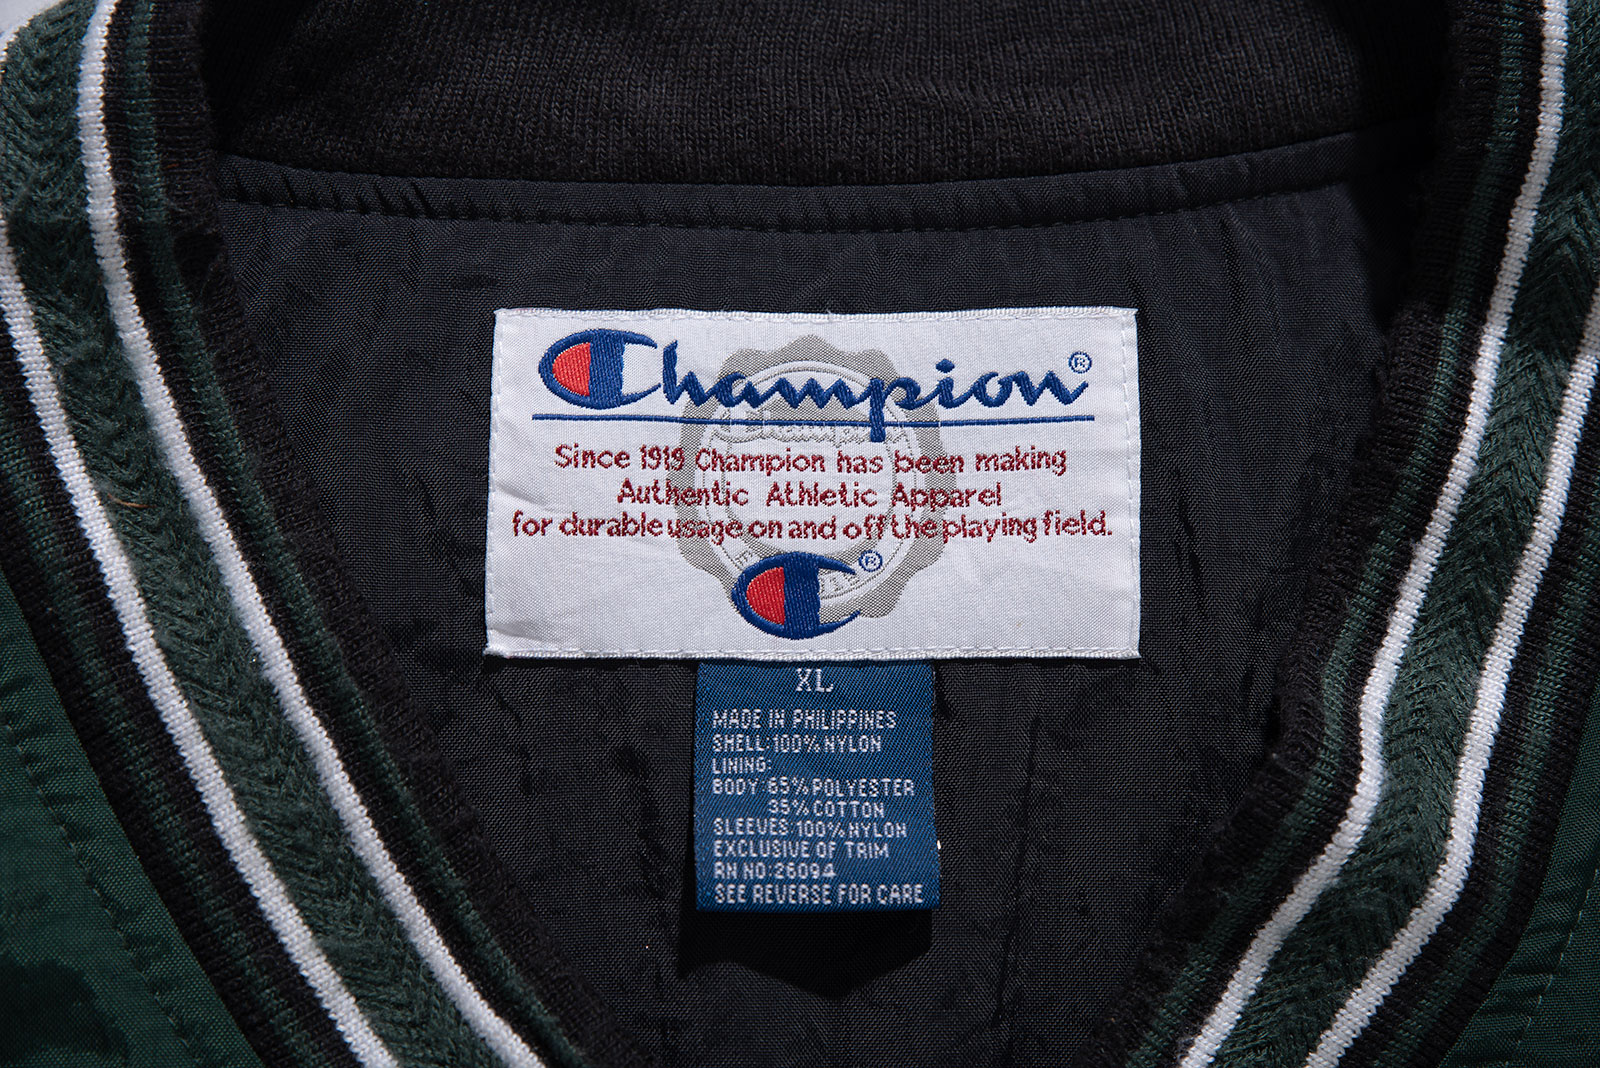 Champion®
Since 1919 Champion has been making
Authentic Athletic Apparel
for durable usage on and off the playing field.
®
XL
MADE IN PHILIPPINES
SHELL: 100% NYLON
LINING:
BODY: 65% POLYESTER
35% COTTON
SLEEVES: 100% NYLON
EXCLUSIVE OF TRIM
RN NO: 26094
SEE REVERSE FOR CARE